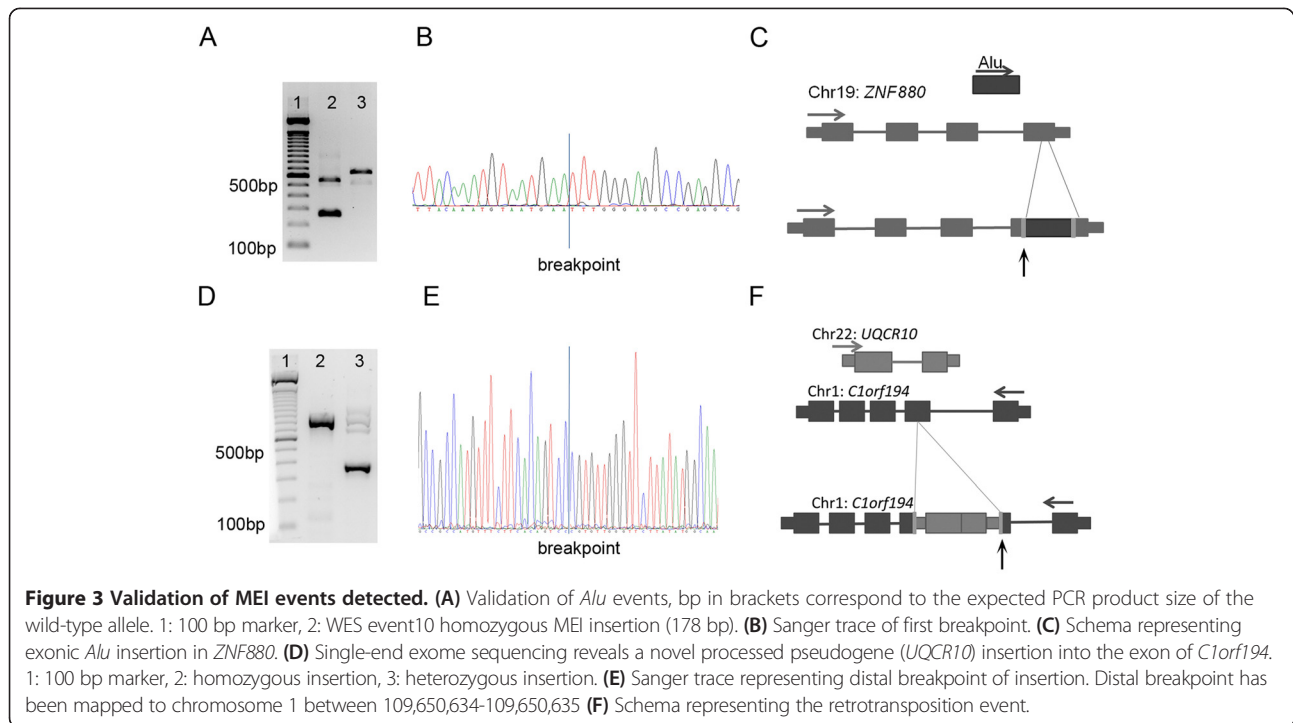 A
B
C
1 2 3
500bp
100bp
T T A C A A A T G T A A T G A A T T T G G G A G G C C G A G G C G
breakpoint
Alu
Chr19: ZNF880
D
E
F
1 2 3
500bp
100bp
breakpoint
Chr22: UQCR10
Chr1: C1orf194
Chr1: C1orf194
Figure 3 Validation of MEI events detected. (A) Validation of Alu events, bp in brackets correspond to the expected PCR product size of the
wild-type allele. 1: 100 bp marker, 2: WES event10 homozygous MEI insertion (178 bp). (B) Sanger trace of first breakpoint. (C) Schema representing
exonic Alu insertion in ZNF880. (D) Single-end exome sequencing reveals a novel processed pseudogene (UQCR10) insertion into the exon of C1orf194.
1: 100 bp marker, 2: homozygous insertion, 3: heterozygous insertion. (E) Sanger trace representing distal breakpoint of insertion. Distal breakpoint has
been mapped to chromosome 1 between 109,650,634-109,650,635 (F) Schema representing the retrotransposition event.